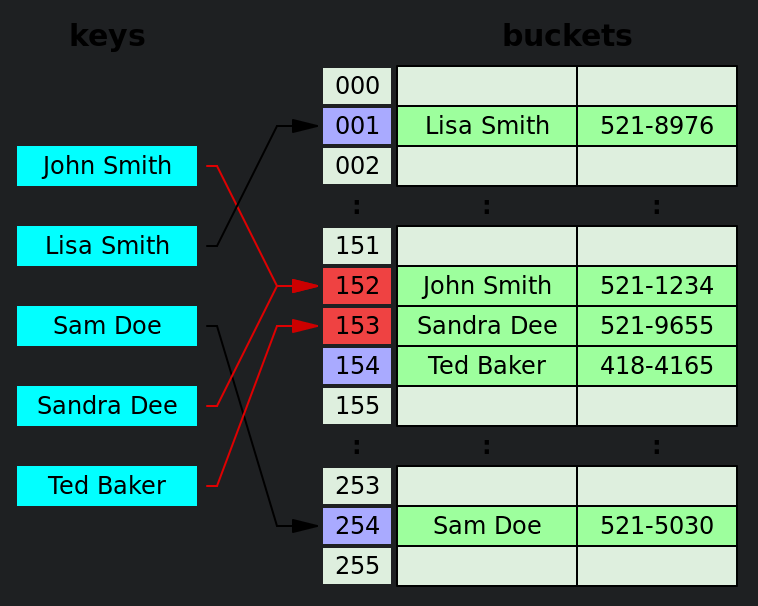 keys
buckets
000
001 Lisa Smith 521-8976
John Smith
002
: : :
Lisa Smith
151
152 John Smith 521-1234
Sam Doe
153 Sandra Dee 521-9655
154 Ted Baker 418-4165
Sandra Dee
155
: : :
Ted Baker
253
254 Sam Doe 521-5030
255